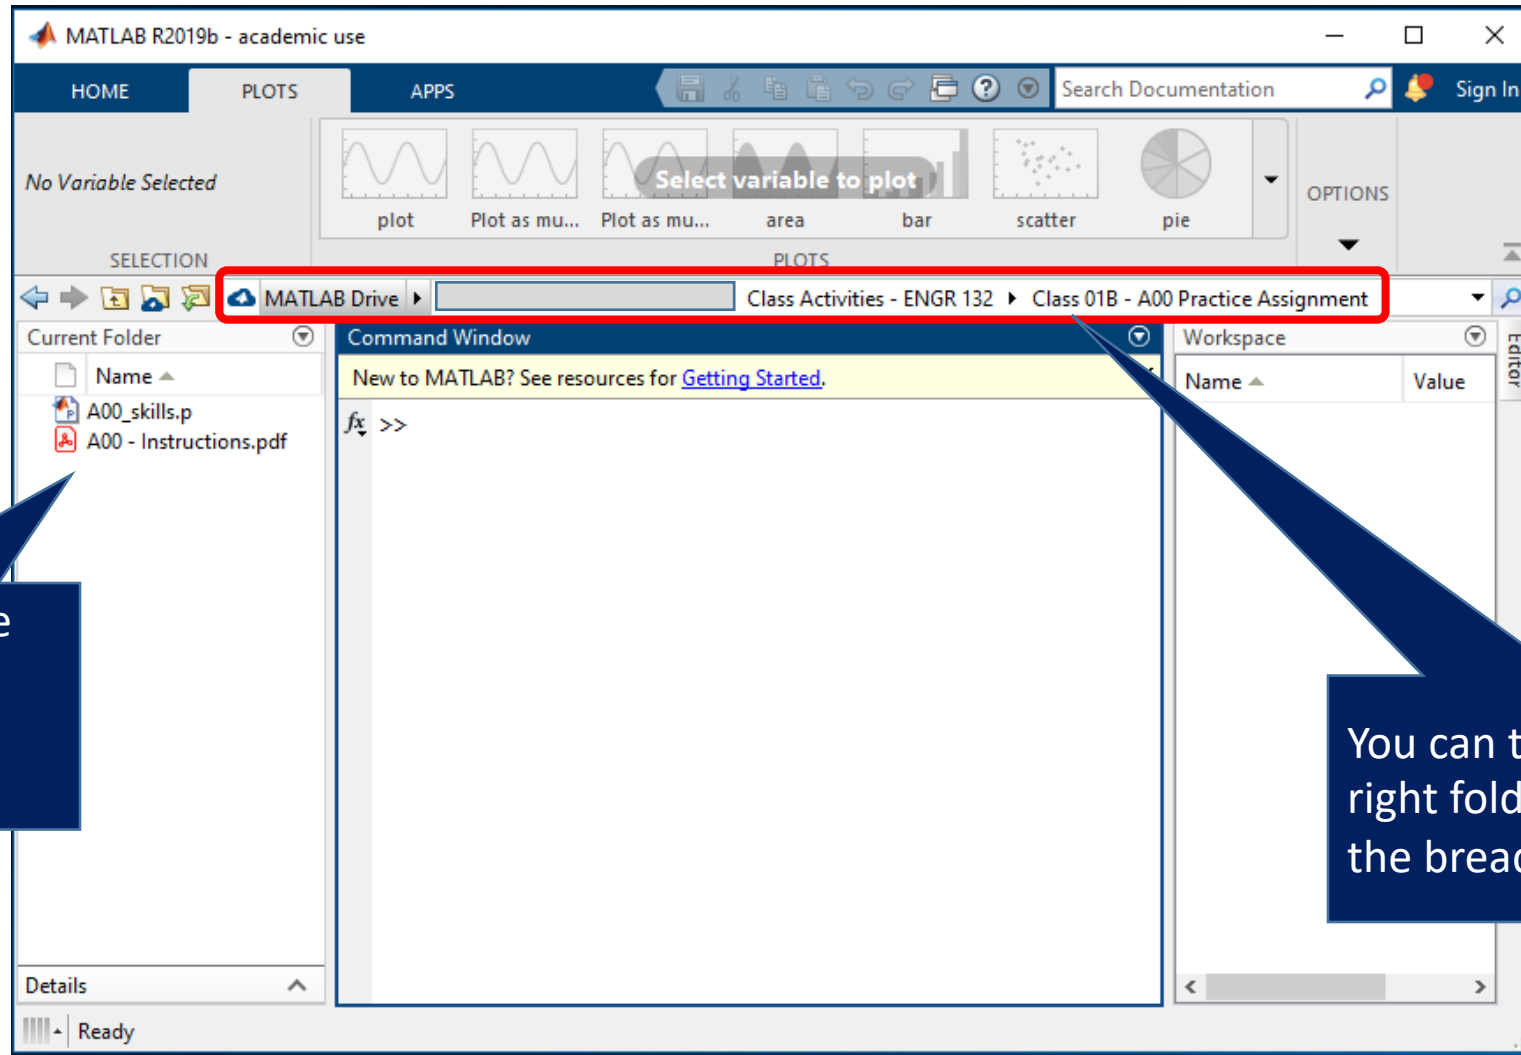 MATLAB R2019b - academic use
HOME PLOTS APPS Search Documentation Sign In
No Variable Selected
Select variable to plot
plot Plot as mu... Plot as mu... area bar scatter pie
OPTIONS
SELECTION PLOTS
MATLAB Drive Class Activities - ENGR 132 Class 01B - A00 Practice Assignment
Current Folder
Name
A00_skills.p
A00 - Instructions.pdf
Command Window
New to MATLAB? See resources for Getting Started.
fx >>
Workspace
Name Value
Editor
You can
right
the
Details
Ready